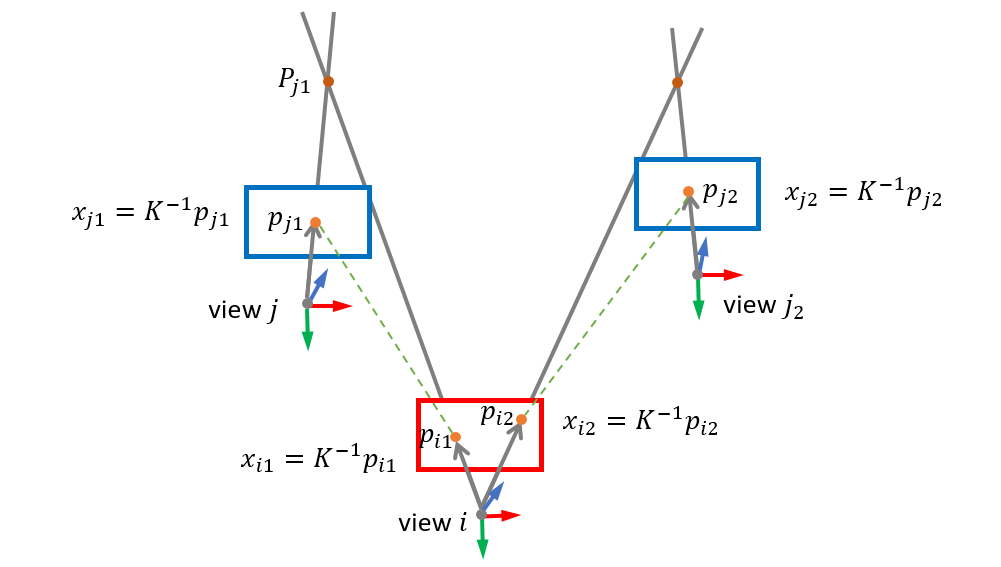 P_{j1}
x_{j1} = K^{-1}p_{j1}
p_{j1}
p_{j2}
x_{j2} = K^{-1}p_{j2}
view j
view j_2
p_{i1}
p_{i2}
x_{i2} = K^{-1}p_{i2}
x_{i1} = K^{-1}p_{i1}
view i